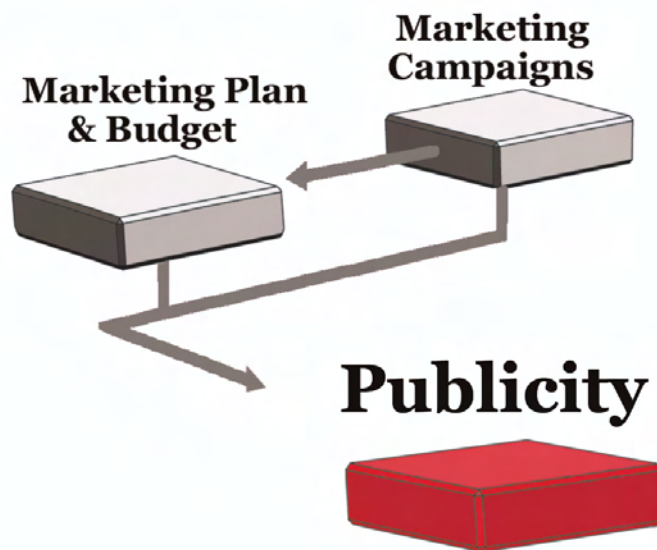 Marketing
Campaigns
Marketing Plan
& Budget
Publicity